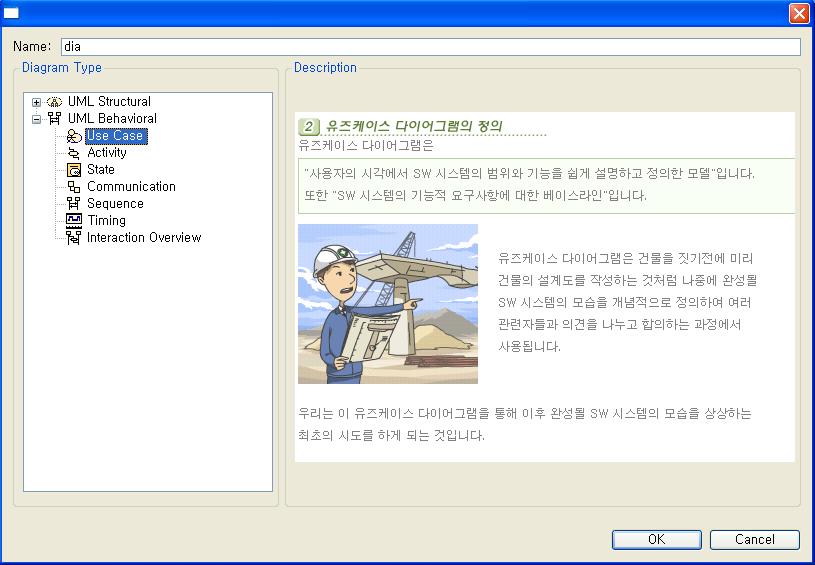 Name: dia
Diagram Type
UML Structural
UML Behavioral
Use Case
Activity
State
Communication
Sequence
Timing
Interaction Overview
Description
2 유즈케이스 다이어그램의 정의
유즈케이스 다이어그램은
"사용자의 시각에서 SW 시스템의 범위와 기능을 쉽게 설명하고 정의한 모델"입니다.
또한 "SW 시스템의 기능적 요구사항에 대한 베이스라인"입니다.
유즈케이스 다이어그램은 건물을 짓기전에 미리
건물의 설계도를 작성하는 것처럼 나중에 완성될
SW 시스템의 모습을 개념적으로 정의하여 여러
관련자들과 의견을 나누고 합의하는 과정에서
사용됩니다.
우리는 이 유즈케이스 다이어그램을 통해 이후 완성될 SW 시스템의 모습을 상상하는
최초의 시도를 하게 되는 것입니다.
OK
Cancel